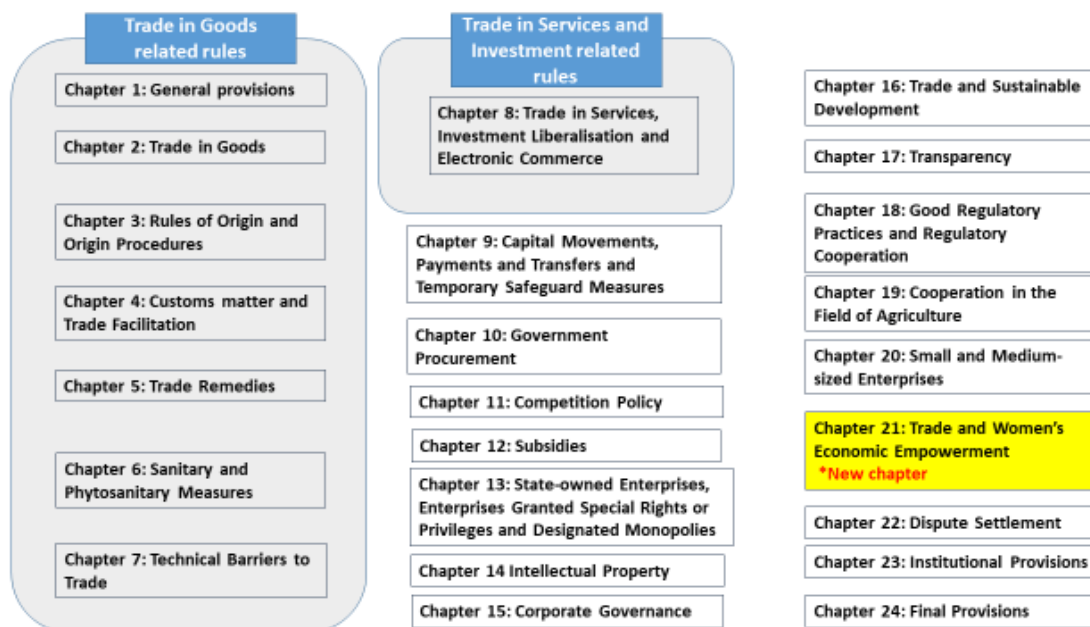 Trade in Goods
related rules
Chapter 1: General provisions
Chapter 2: Trade in Goods
Chapter 3: Rules of Origin and
Origin Procedures
Chapter 4: Customs matter and
Trade Facilitation
Chapter 5: Trade Remedies
Chapter 6: Sanitary and
Phytosanitary Measures
Chapter 7: Technical Barriers to
Trade
Trade in Services and
Investment related
rules
Chapter 8: Trade in Services,
Investment Liberalisation and
Electronic Commerce
Chapter 9: Capital Movements,
Payments and Transfers and
Temporary Safeguard Measures
Chapter 10: Government
Procurement
Chapter 11: Competition Policy
Chapter 12: Subsidies
Chapter 13: State-owned Enterprises,
Enterprises Granted Special Rights or
Privileges and Designated Monopolies
Chapter 14 Intellectual Property
Chapter 15: Corporate Governance
Chapter 16: Trade and Sustainable
Development
Chapter 17: Transparency
Chapter 18: Good Regulatory
Practices and Regulatory
Cooperation
Chapter 19: Cooperation in the
Field of Agriculture
Chapter 20: Small and Medium-
sized Enterprises
Chapter 21: Trade and Women's
Economic Empowerment
*New chapter
Chapter 22: Dispute Settlement
Chapter 23: Institutional Provisions
Chapter 24: Final Provisions